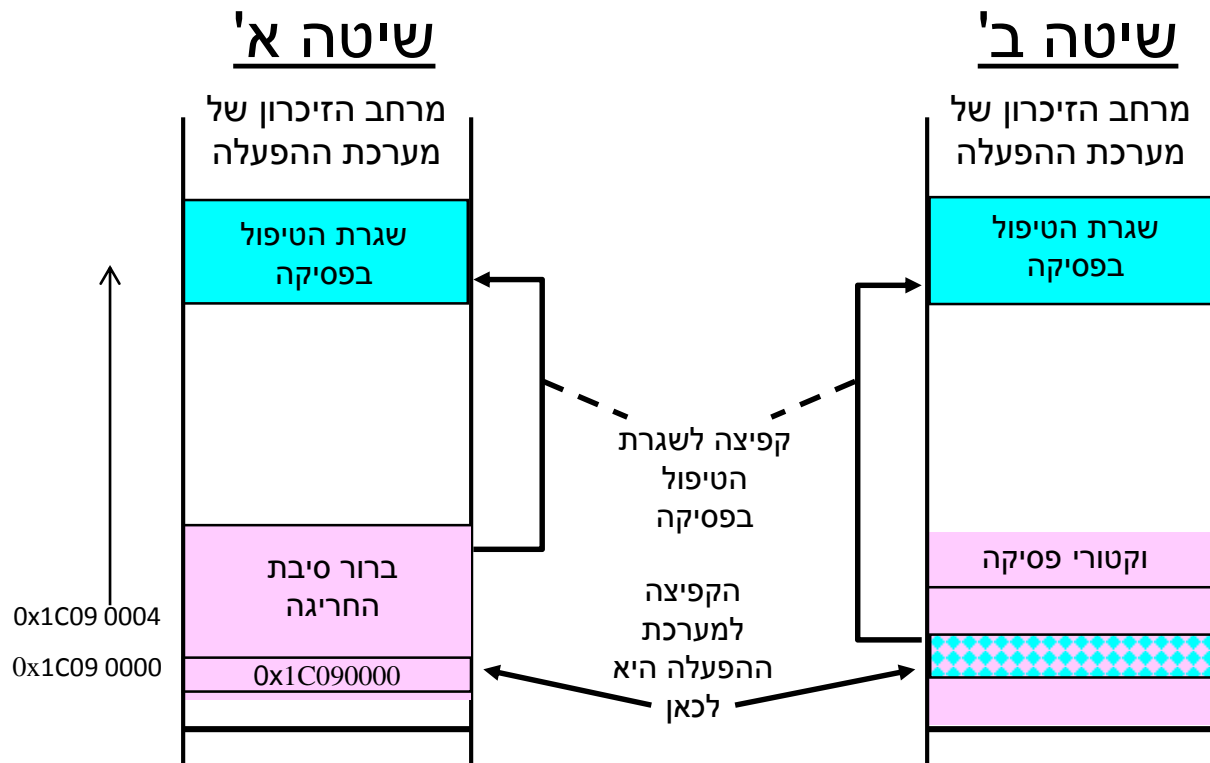 שיטה א'
מרחב הזיכרון של
מערכת ההפעלה
שגרת הטיפול
בפסיקה
ברור סיבת
החריגה
0x1C09 0004
0x1C09 0000
0x1C090000
קפיצה לשגרת
הטיפול
בפסיקה
הקפיצה
למערכת
ההפעלה היא
לכאן
שיטה ב'
מרחב הזיכרון של
מערכת ההפעלה
שגרת הטיפול
בפסיקה
וקטורי פסיקה